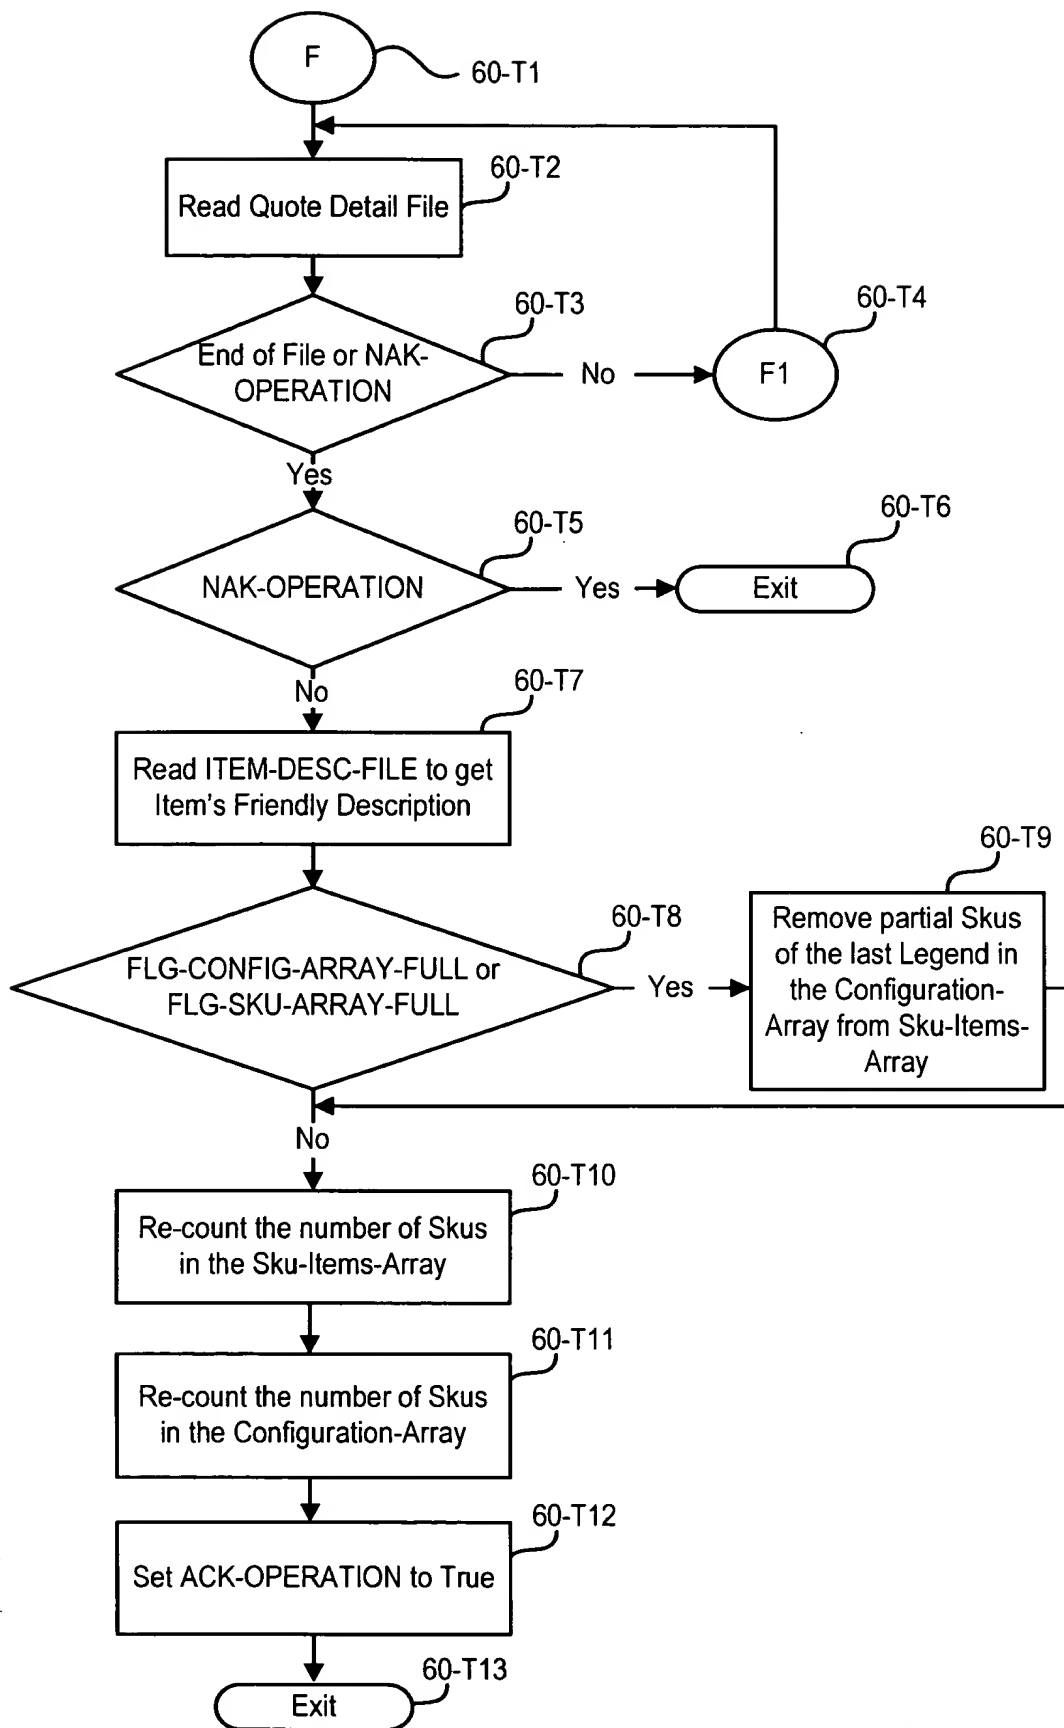 F
60-T1
60-T2
Read Quote Detail File
60-T3
60-T4
End of File or NAK-
OPERATION
No
F1
Yes
60-T5
60-T6
NAK-OPERATION
Yes
Exit
No
60-T7
Read ITEM-DESC-FILE to get
Item's Friendly Description
60-T9
60-T8
FLG-CONFIG-ARRAY-FULL or
FLG-SKU-ARRAY-FULL
Yes
Remove partial Skus
of the last Legend in
the Configuration-
Array from Sku-Items-
Array
No
60-T10
Re-count the number of Skus
in the Sku-Items-Array
60-T11
Re-count the number of Skus
in the Configuration-Array
60-T12
Set ACK-OPERATION to True
60-T13
Exit